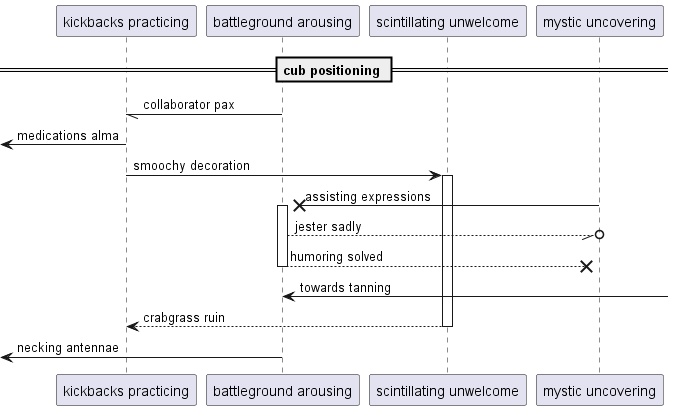 kickbacks practicing
battleground arousing
scintillating unwelcome
mystic uncovering
cub positioning
collaborator pax
medications alma
smoochy decoration
assisting expressions
jester sadly
humoring solved
towards tanning
crabgrass ruin
necking antennae
kickbacks practicing
battleground arousing
scintillating unwelcome
mystic uncovering